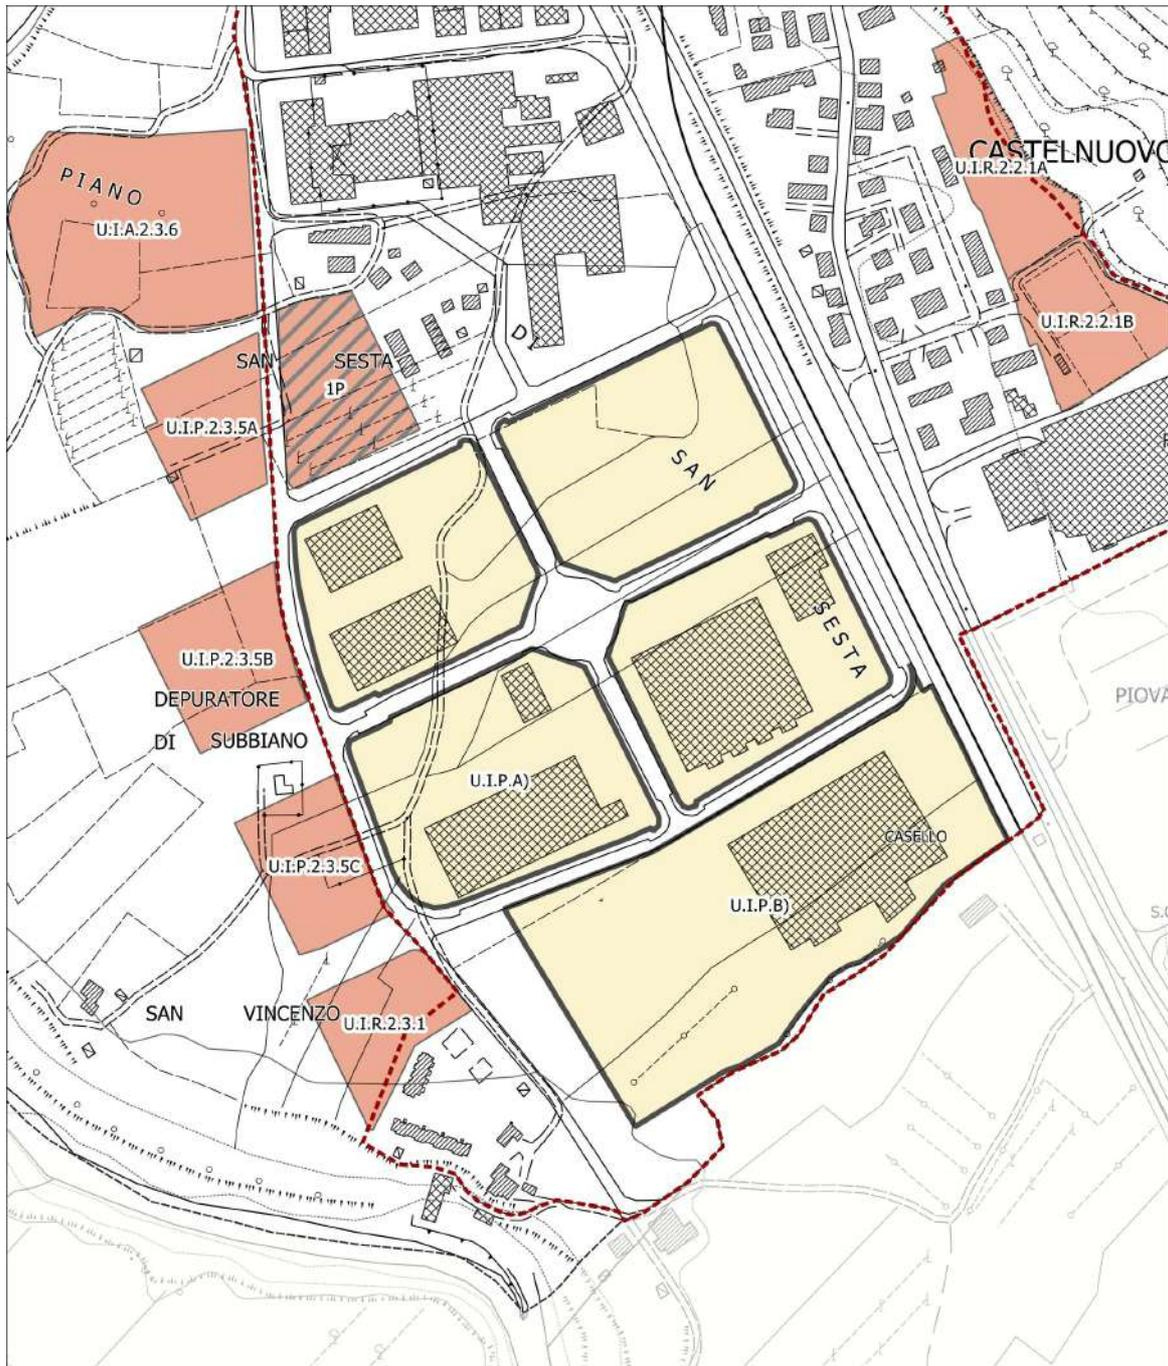 CASTELNUOVO
U.I.R.2.2.1A
PIANO
U.I.A.2.3.6
U.I.R.2.2.1B
D
SAN SESTA
1P
U.I.P.2.3.5A
SAN
SESTA
U.I.P.2.3.5B
DEPURATORE
DI SUBBIANO
PIOVA
U.I.P.A)
CASELLO
U.I.P.2.3.5C
U.I.P.B)
SAN VINCENZO
U.I.R.2.3.1